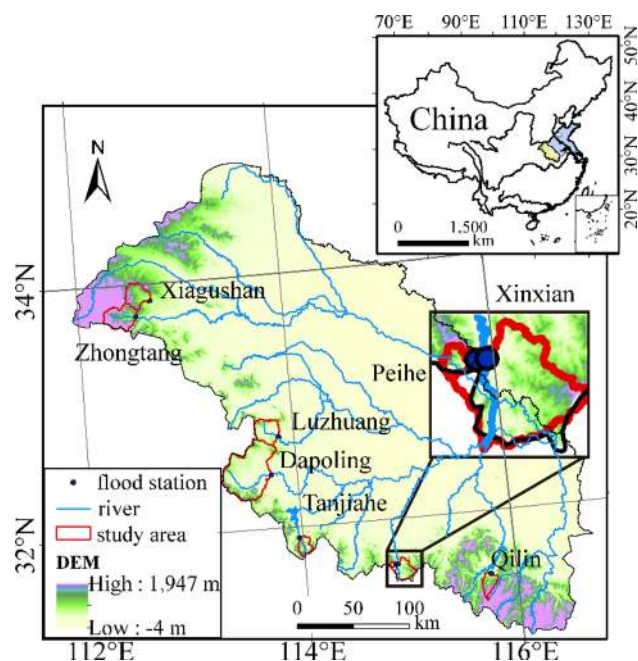 70°E 90°E 100°E 120°E 130°E
50°N
40°N
30°N
20°N
China
0 1,500
km
N
34°N
32°N
Xiagushan
Zhongtang
Xinxian
Peihe
Luzhuang
Dapoling
Tanjiahe
Qilin
flood station
river
study area
DEM
High : 1,947 m
Low : -4 m
0 50 100
km
112°E 114°E 116°E